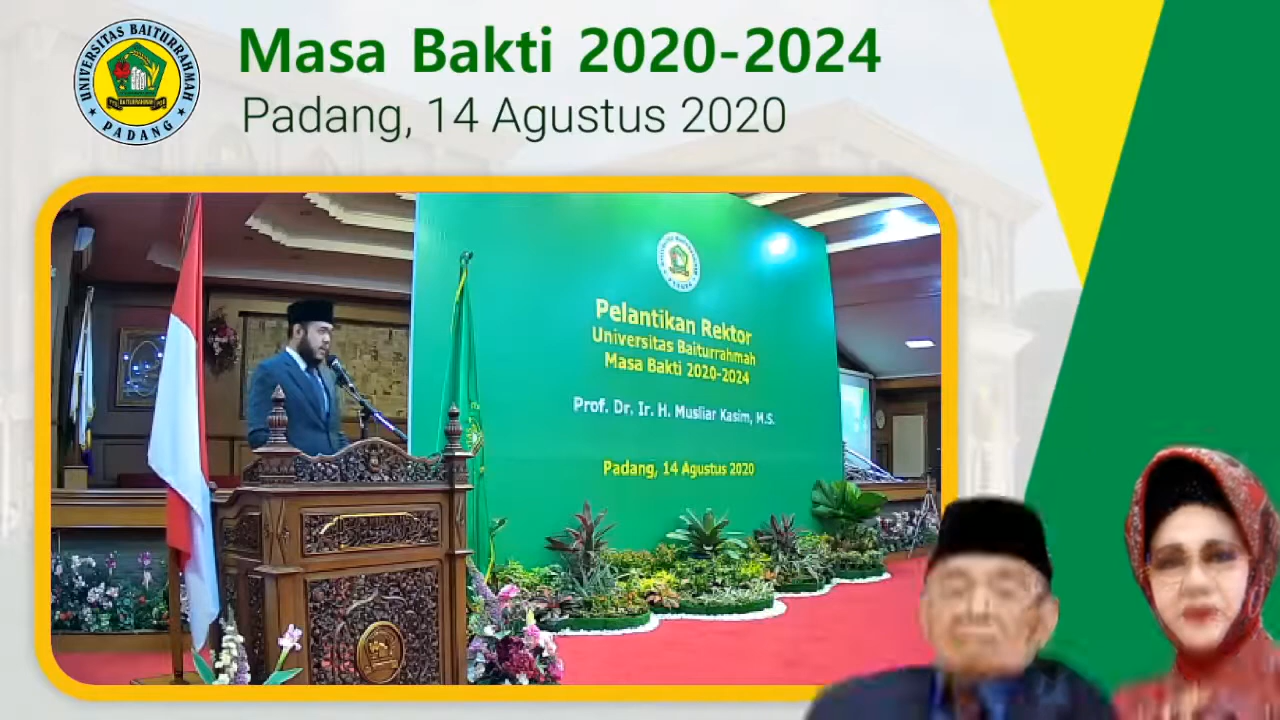 UNIVERSITAS BAITURRAHMAH
PADANG
BAITURRAHMAH
Masa Bakti 2020-2024
Padang, 14 Agustus 2020
Pelantikan Rektor
Universitas Baiturrahmah
Masa Bakti 2020-2024
Prof. Dr. Ir. H. Musliar Kasim, M.S.
Padang, 14 Agustus 2020